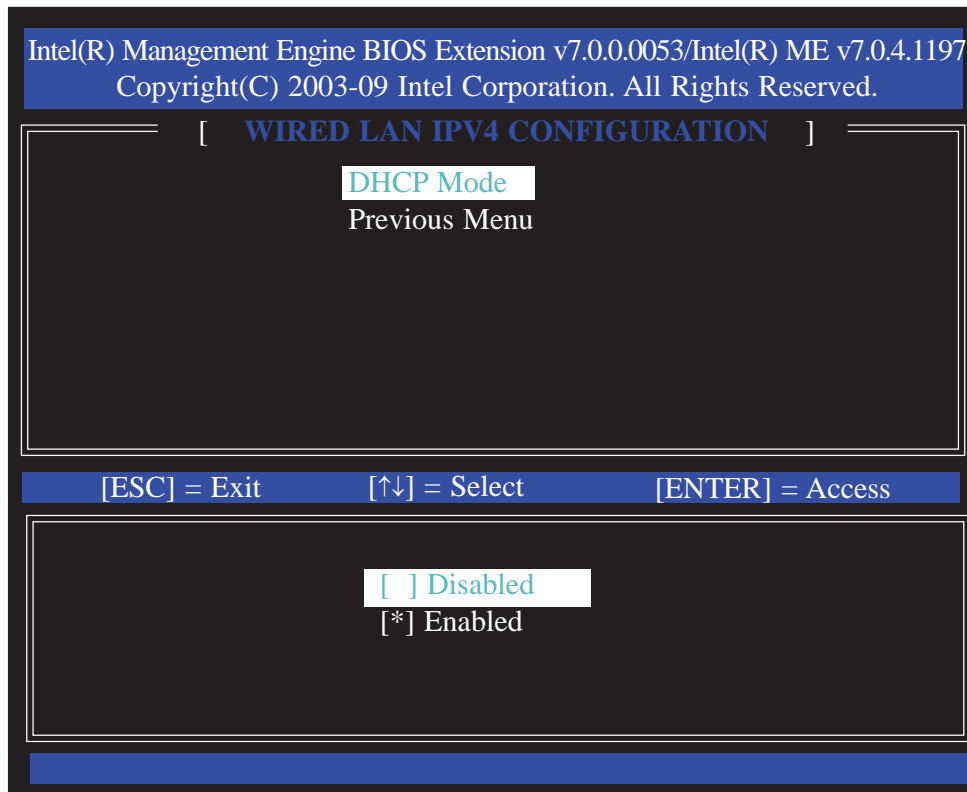 Intel(R) Management Engine BIOS Extension v7.0.0.0053/Intel(R) ME v7.0.4.1197
Copyright(C) 2003-09 Intel Corporation. All Rights Reserved.
[ WIRED LAN IPV4 CONFIGURATION ]
DHCP Mode
Previous Menu
[ESC] = Exit [↑↓] = Select [ENTER] = Access
[ ] Disabled
[*] Enabled